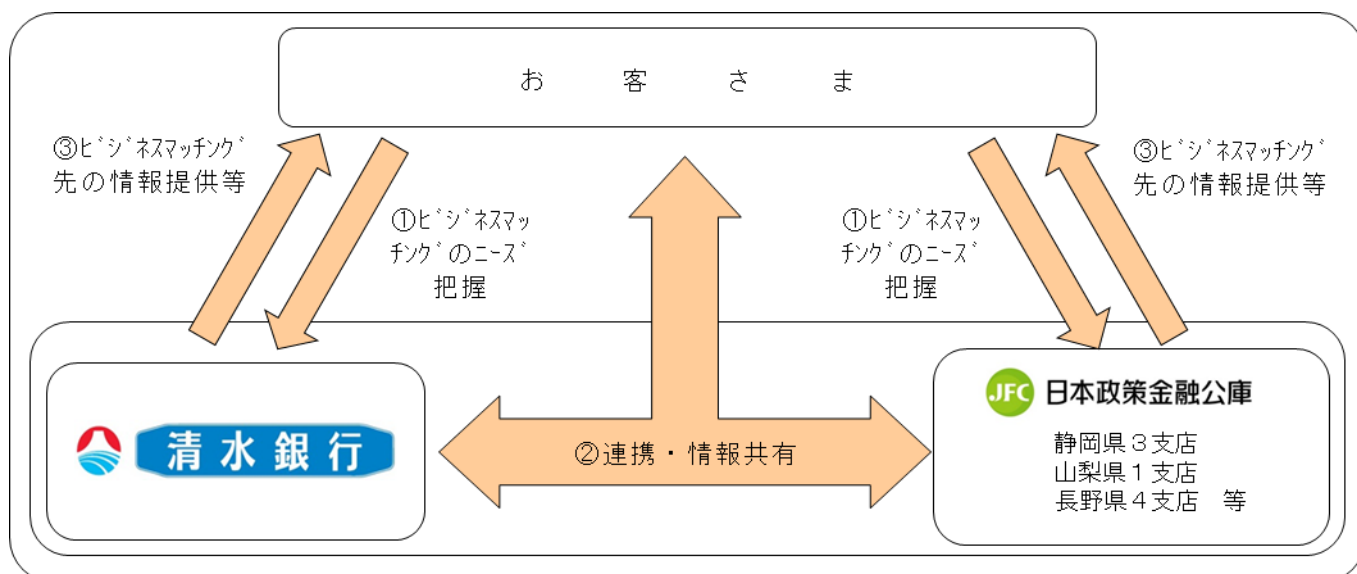 お客さま
③ﾋﾞｼﾞﾈｽﾏｯﾁﾝｸﾞ
先の情報提供等
①ﾋﾞｼﾞﾈｽﾏｯ
ﾁﾝｸﾞのﾆｰｽﾞ
把握
①ﾋﾞｼﾞﾈｽﾏｯ
ﾁﾝｸﾞのﾆｰｽﾞ
把握
③ﾋﾞｼﾞﾈｽﾏｯﾁﾝｸﾞ
先の情報提供等
清水銀行
②連携・情報共有
JFC 日本政策金融公庫
静岡県３支店
山梨県１支店
長野県４支店　等